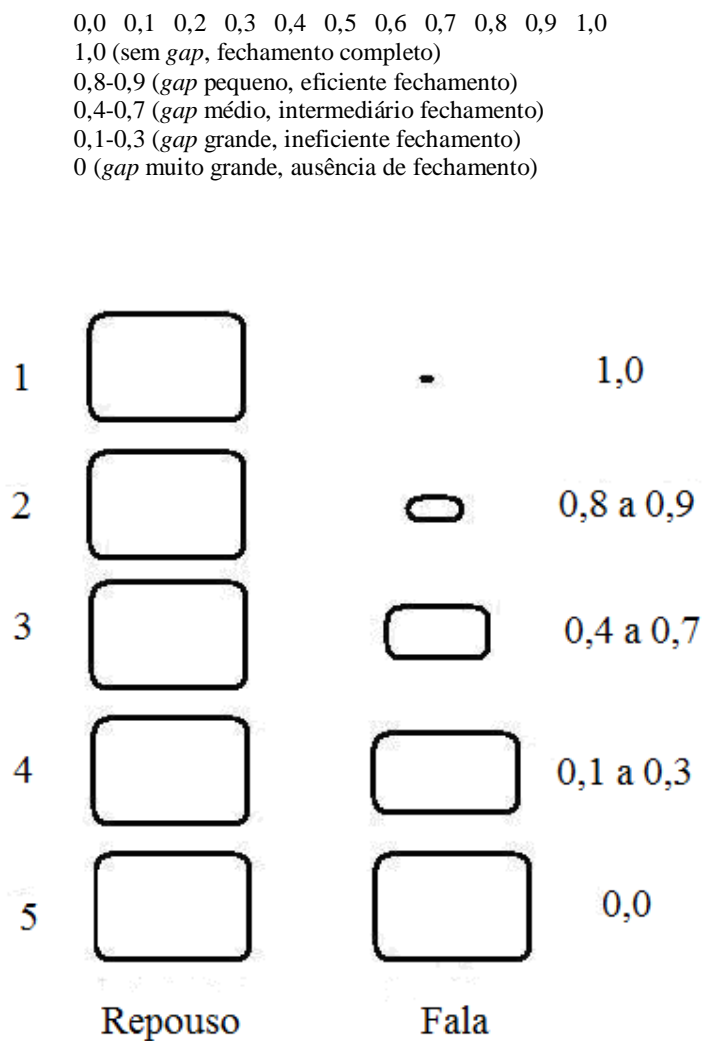 0,0 0,1 0,2 0,3 0,4 0,5 0,6 0,7 0,8 0,9 1,0
1,0 (sem gap, fechamento completo)
0,8-0,9 (gap pequeno, eficiente fechamento)
0,4-0,7 (gap médio, intermediário fechamento)
0,1-0,3 (gap grande, ineficiente fechamento)
0 (gap muito grande, ausência de fechamento)
1 1,0
2 0,8 a 0,9
3 0,4 a 0,7
4 0,1 a 0,3
5 0,0
Repouso Fala